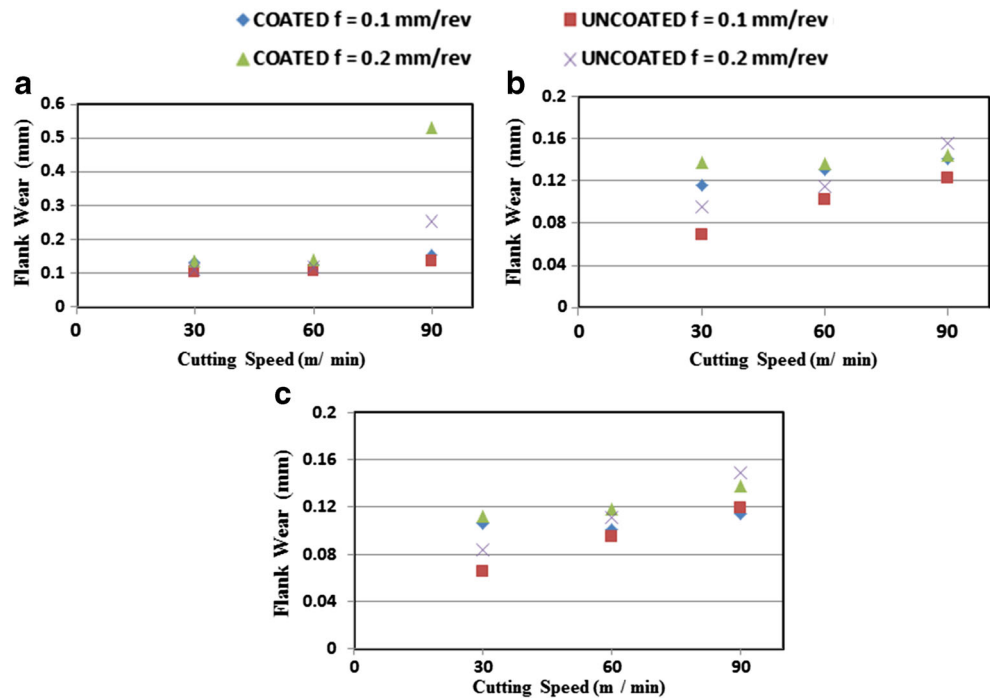 COATED f = 0.1 mm/rev
UNCOATED f = 0.1 mm/rev
COATED f = 0.2 mm/rev
UNCOATED f = 0.2 mm/rev
a
0.6
0.5
0.4
0.3
0.2
0.1
0
Flank Wear (mm)
0
30
60
90
Cutting Speed (m/ min)
b
0.2
0.16
0.12
0.08
0.04
0
Flank Wear (mm)
0
30
60
90
Cutting Speed (m/ min)
c
0.2
0.16
0.12
0.08
0.04
0
Flank Wear (mm)
0
30
60
90
Cutting Speed (m / min)